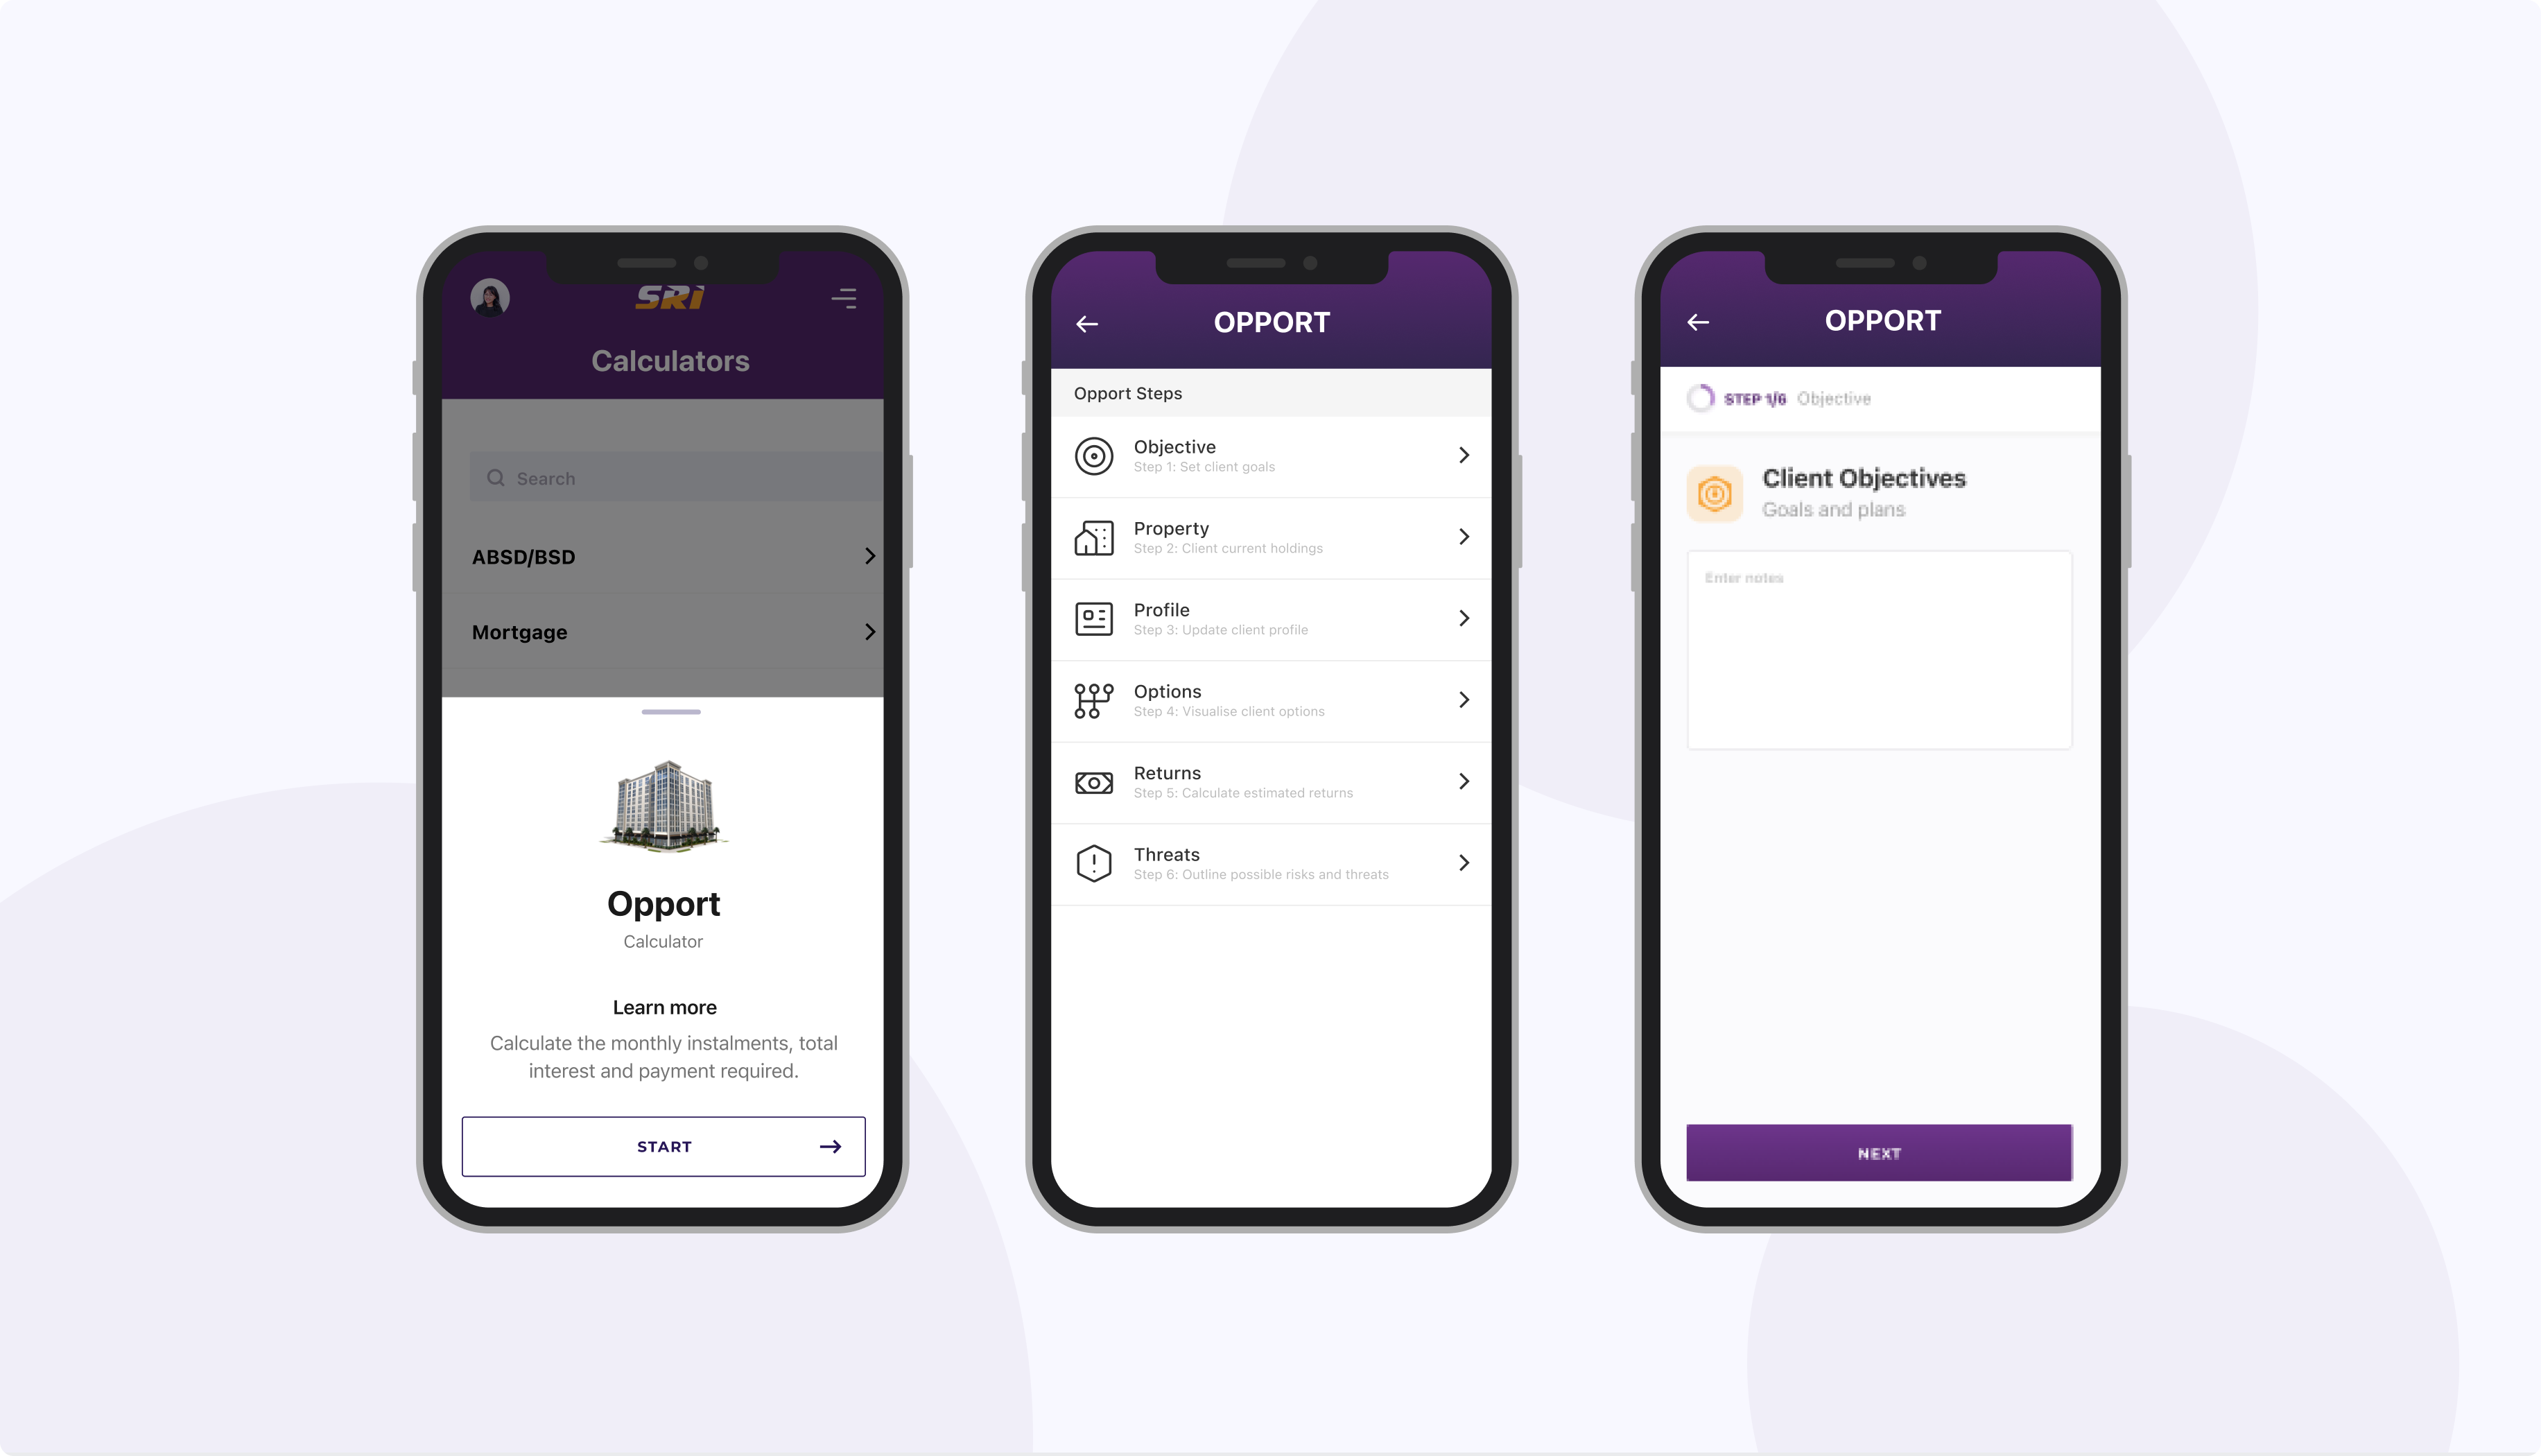 SRI
Calculators
Search
ABSD/BSD
Mortgage
Opport
Calculator
Learn more
Calculate the monthly instalments, total
interest and payment required.
START
OPPORT
Opport Steps
Objective
Step 1: Set client goals
Property
Step 2: Client current holdings
Profile
Step 3: Update client profile
Options
Step 4: Visualise client options
Returns
Step 5: Calculate estimated returns
Threats
Step 6: Outline possible risks and threats
OPPORT
STEP 1/6 Objective
Client Objectives
Goals and plans
Enter notes
NEXT